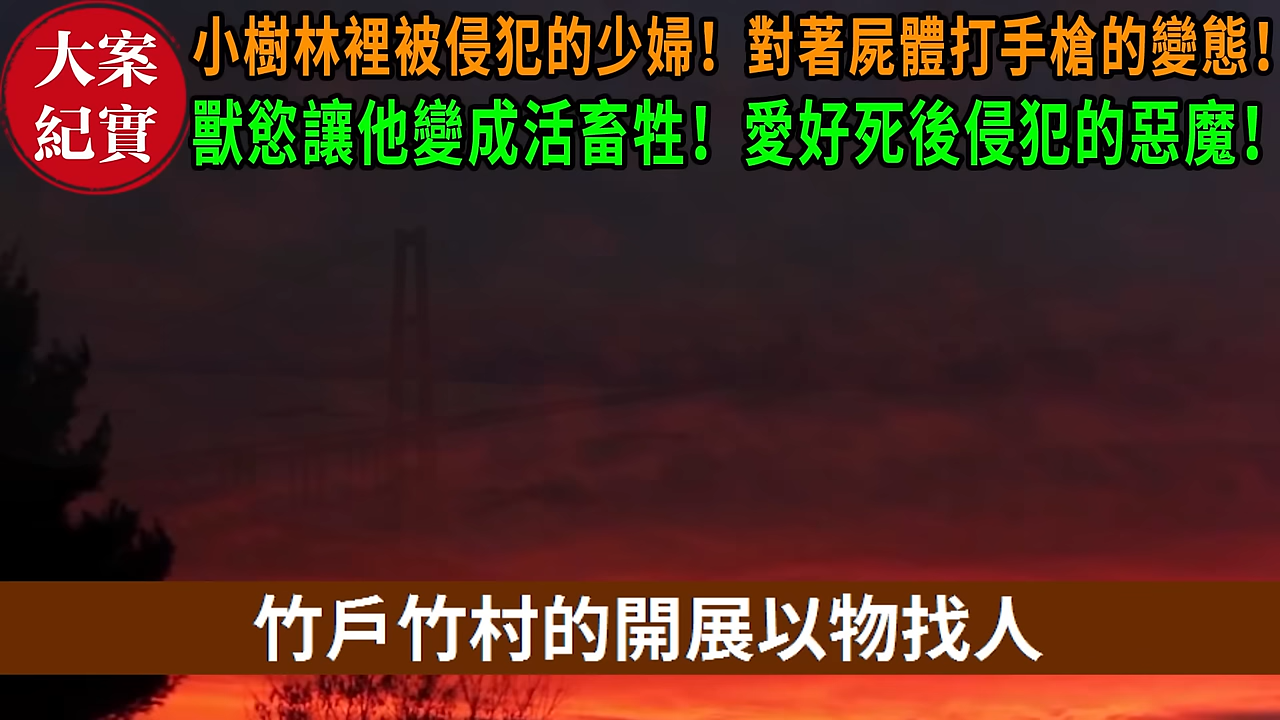 大案
紀實
小樹林裡被侵犯的少婦！對著屍體打手槍的變態！
獸慾讓他變成活畜牲！愛好死後侵犯的惡魔！
竹戶竹村的開展以物找人